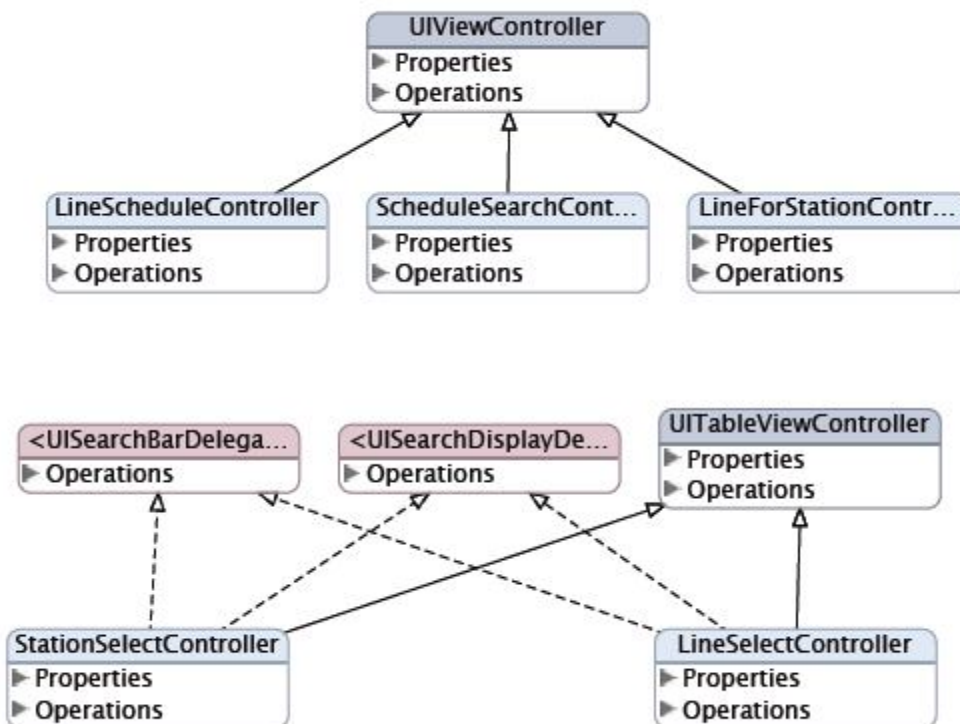 UIViewController
Properties
Operations
LineScheduleController
Properties
Operations
ScheduleSearchCont...
Properties
Operations
LineForStationContr...
Properties
Operations
<UISearchBarDelega...
Operations
<UISearchDisplayDe...
Operations
UITableViewController
Properties
Operations
StationSelectController
Properties
Operations
LineSelectController
Properties
Operations